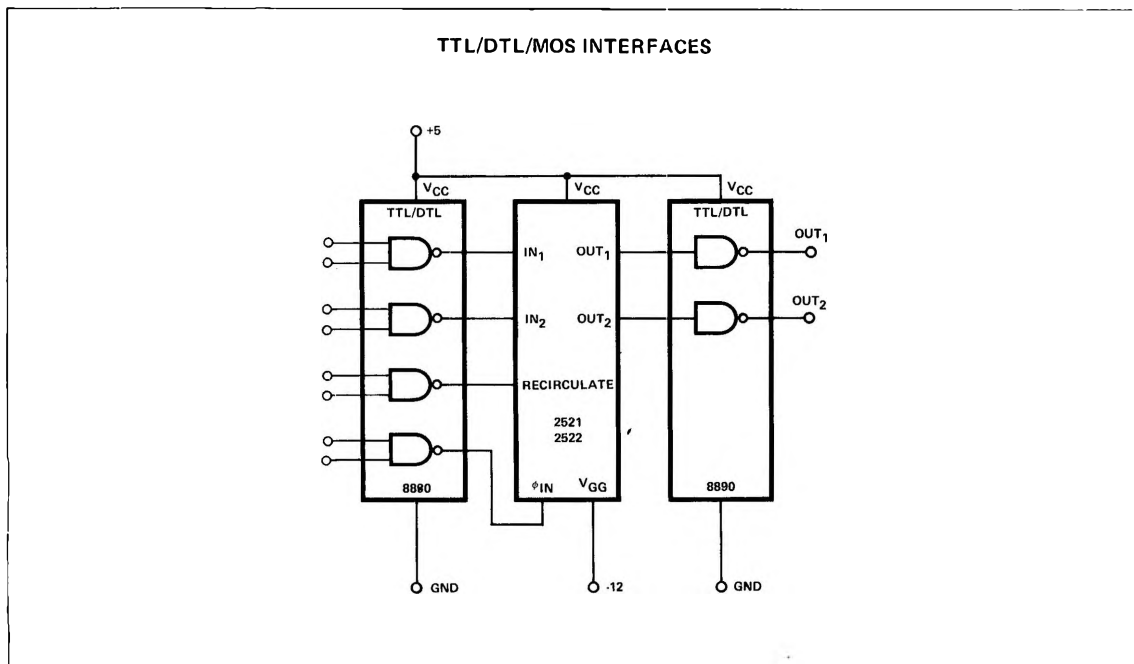 TTL/DTL/MOS INTERFACES
+5
VCC
VCC
VCC
TTL/DTL
TTL/DTL
IN1
OUT1
OUT1
IN2
OUT2
OUT2
RECIRCULATE
2521
2522
8880
φIN
VGG
8890
GND
-12
GND